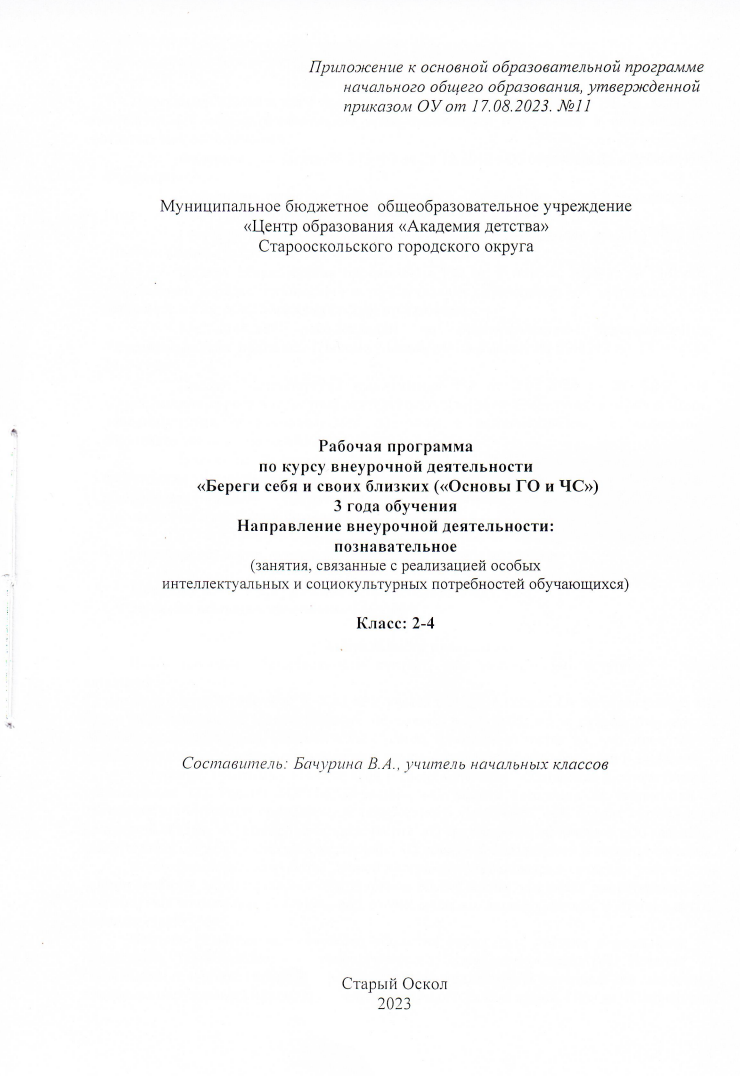 Приложение к основной образовательной программе
начального общего образования, утвержденной
приказом ОУ от 17.08.2023. №11
Муниципальное бюджетное общеобразовательное учреждение
«Центр образования «Академия детства»
Старооскольского городского округа
Рабочая программа
по курсу внеурочной деятельности
«Береги себя и своих близких («Основы ГО и ЧС»)
3 года обучения
Направление внеурочной деятельности:
познавательное
(занятия, связанные с реализацией особых
интеллектуальных и социокультурных потребностей обучающихся)
Класс: 2-4
Составитель: Бачурина В.А., учитель начальных классов
Старый Оскол
2023